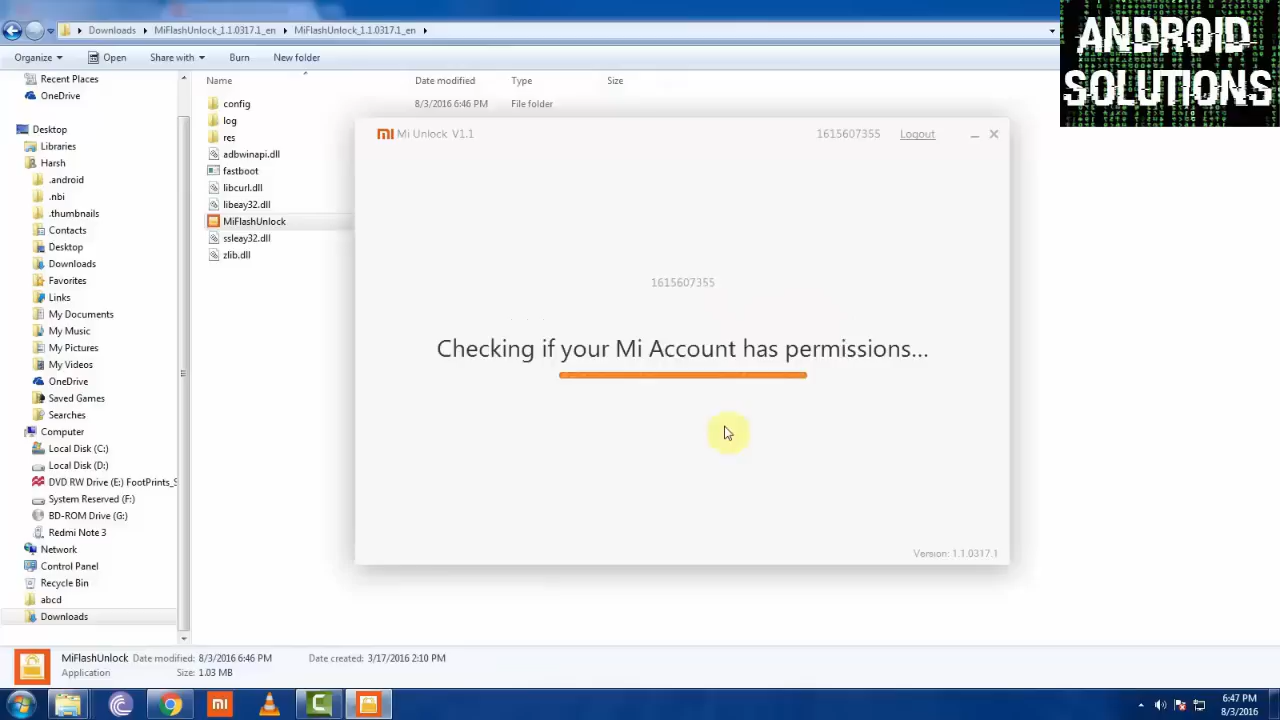 Downloads MiFlashUnlock_1.1.0317.1_en MiFlashUnlock_1.1.0317.1_en
ANDROID
SOLUTIONS
Organize Open Share with Burn New folder
Recent Places
OneDrive
Desktop
Libraries
Harsh
.android
.nbi
.thumbnails
Contacts
Desktop
Downloads
Favorites
Links
My Documents
My Music
My Pictures
My Videos
OneDrive
Saved Games
Searches
Computer
Local Disk (C:)
Local Disk (D:)
DVD RW Drive (E:) FootPrints_S
System Reserved (F:)
BD-ROM Drive (G:)
Redmi Note 3
Network
Control Panel
Recycle Bin
abcd
Downloads
Name Date modified Type Size
config 8/3/2016 6:46 PM File folder
log
res
adbwinapi.dll
fastboot
libcurl.dll
libeay32.dll
MiFlashUnlock
ssleay32.dll
zlib.dll
mi Mi Unlock V1.1 1615607355 Logout
1615607355
Checking if your Mi Account has permissions...
Version: 1.1.0317.1
MiFlashUnlock Date modified: 8/3/2016 6:46 PM Date created: 3/17/2016 2:10 PM
Application Size: 1.03 MB
mi
C
6:47 PM
8/3/2016